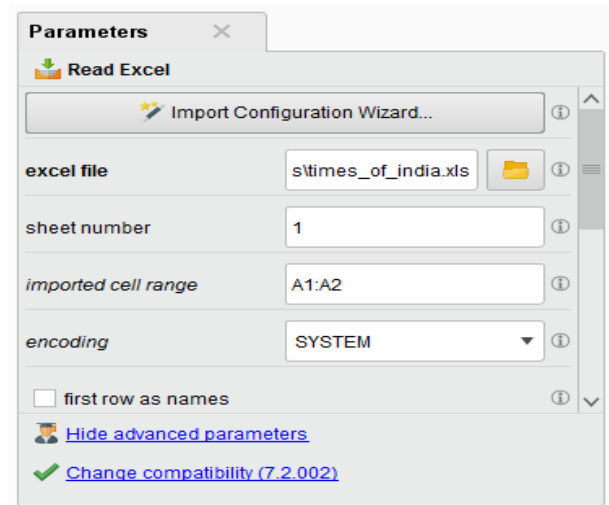 Parameters
Read Excel
Import Configuration Wizard...
excel file s\times_of_india.xls
sheet number 1
imported cell range A1:A2
encoding SYSTEM
first row as names
Hide advanced parameters
Change compatibility (7.2.002)